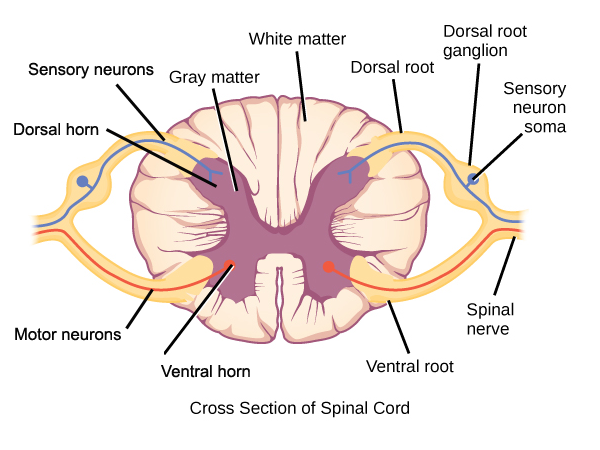 Dorsal root
ganglion
White matter
Dorsal root
Sensory neurons
Gray matter
Sensory
neuron
soma
Dorsal horn
Spinal
nerve
Motor neurons
Ventral root
Ventral horn
Cross Section of Spinal Cord